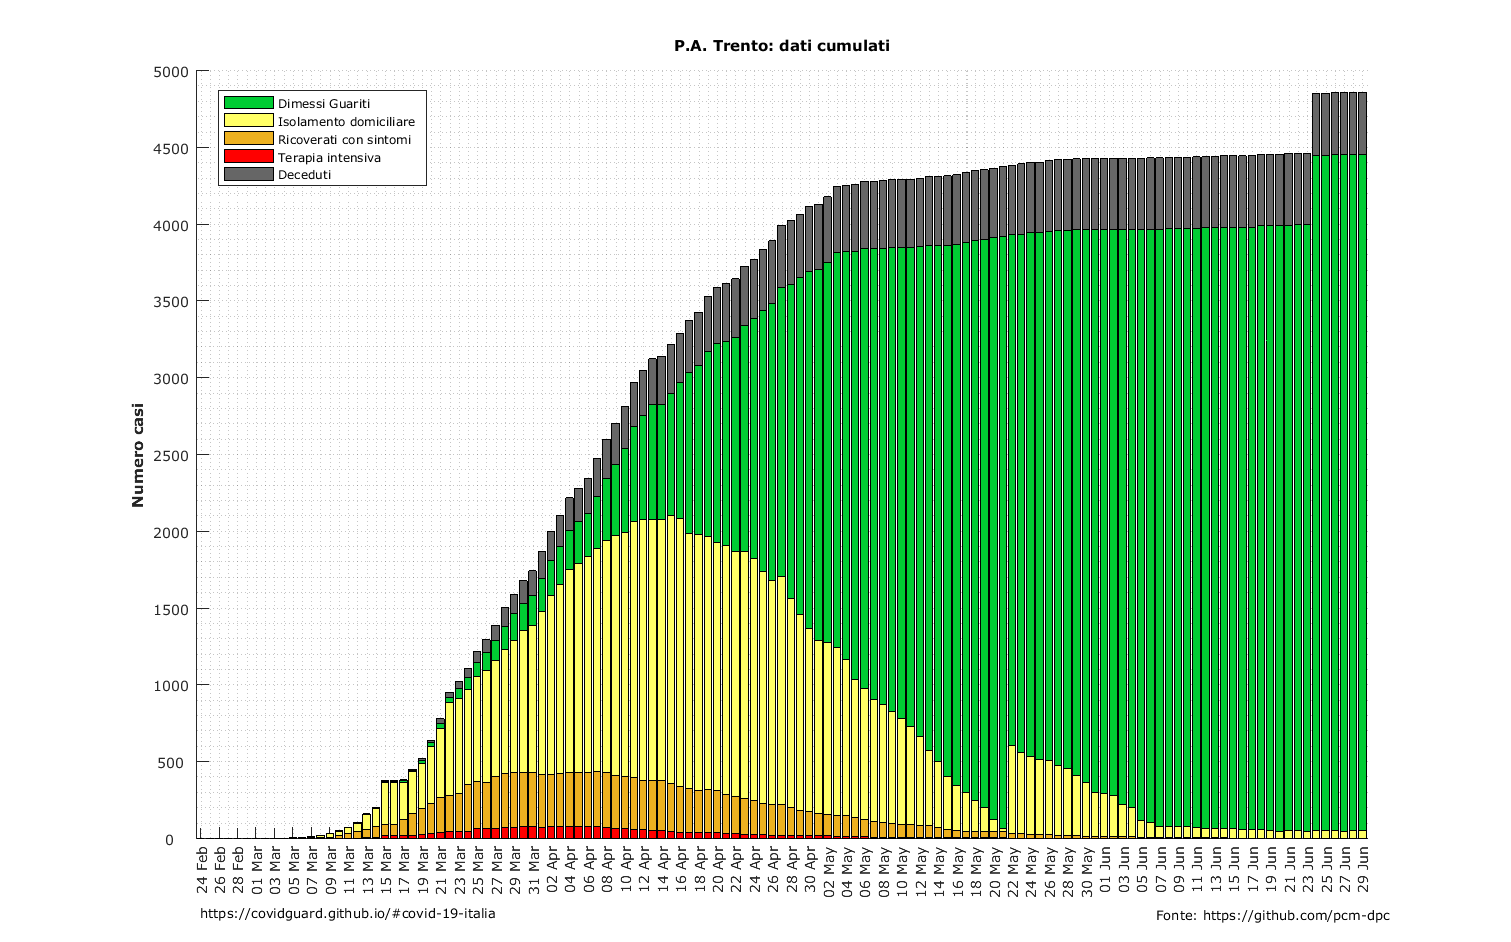 P.A. Trento: dati cumulati
5000
4500
4000
3500
3000
2500
2000
1500
1000
500
0
Numero casi
Dimessi Guariti
Isolamento domiciliare
Ricoverati con sintomi
Terapia intensiva
Deceduti
24 Feb
26 Feb
28 Feb
01 Mar
03 Mar
05 Mar
07 Mar
09 Mar
11 Mar
13 Mar
15 Mar
17 Mar
19 Mar
21 Mar
23 Mar
25 Mar
27 Mar
29 Mar
31 Mar
02 Apr
04 Apr
06 Apr
08 Apr
10 Apr
12 Apr
14 Apr
16 Apr
18 Apr
20 Apr
22 Apr
24 Apr
26 Apr
28 Apr
30 Apr
02 May
04 May
06 May
08 May
10 May
12 May
14 May
16 May
18 May
20 May
22 May
24 May
26 May
28 May
30 May
01 Jun
03 Jun
05 Jun
07 Jun
09 Jun
11 Jun
13 Jun
15 Jun
17 Jun
19 Jun
21 Jun
23 Jun
25 Jun
27 Jun
29 Jun
https://covidguard.github.io/#covid-19-italia
Fonte: https://github.com/pcm-dpc